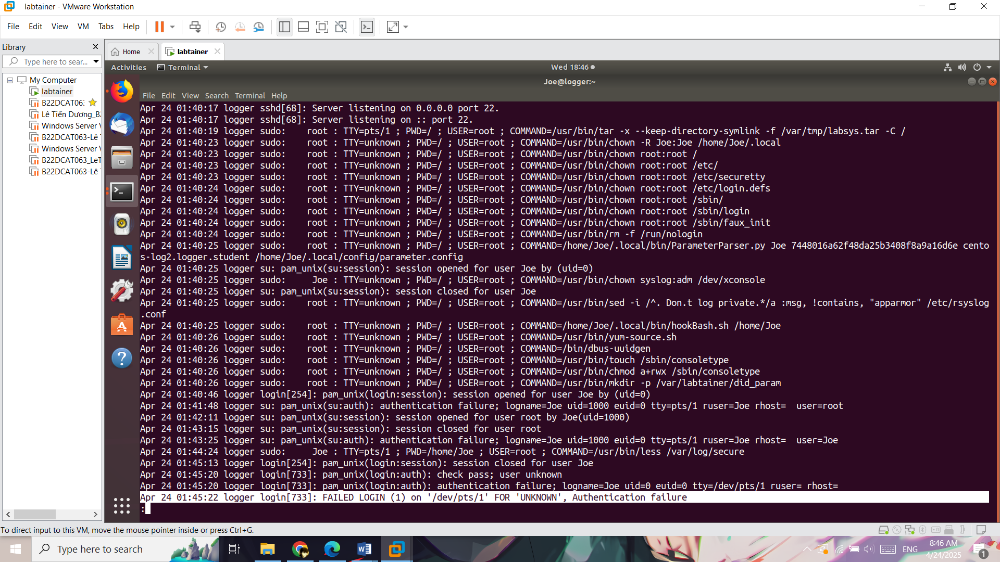 labtainer - VMware Workstation
File Edit View VM Tabs Help
Library
Type here to sear...
My Computer
labtainer
B22DCAT063
Lê Tiến Dương_B2
Windows Server V
B22DCAT063-Lê T
Windows Server V
B22DCAT063_LeT
B22DCAT063-Lê T
Home labtainer
Activities Terminal Wed 18:46
Joe@logger:~
File Edit View Search Terminal Help
Apr 24 01:40:17 logger sshd[68]: Server listening on 0.0.0.0 port 22.
Apr 24 01:40:17 logger sshd[68]: Server listening on :: port 22.
Apr 24 01:40:19 logger sudo:    root : TTY=pts/1 ; PWD=/ ; USER=root ; COMMAND=/usr/bin/tar -x --keep-directory-symlink -f /var/tmp/labsys.tar -C /
Apr 24 01:40:23 logger sudo:    root : TTY=unknown ; PWD=/ ; USER=root ; COMMAND=/usr/bin/chown -R Joe:Joe /home/Joe/.local
Apr 24 01:40:23 logger sudo:    root : TTY=unknown ; PWD=/ ; USER=root ; COMMAND=/usr/bin/chown root:root /
Apr 24 01:40:23 logger sudo:    root : TTY=unknown ; PWD=/ ; USER=root ; COMMAND=/usr/bin/chown root:root /etc/
Apr 24 01:40:23 logger sudo:    root : TTY=unknown ; PWD=/ ; USER=root ; COMMAND=/usr/bin/chown root:root /etc/securetty
Apr 24 01:40:24 logger sudo:    root : TTY=unknown ; PWD=/ ; USER=root ; COMMAND=/usr/bin/chown root:root /etc/login.defs
Apr 24 01:40:24 logger sudo:    root : TTY=unknown ; PWD=/ ; USER=root ; COMMAND=/usr/bin/chown root:root /sbin/
Apr 24 01:40:24 logger sudo:    root : TTY=unknown ; PWD=/ ; USER=root ; COMMAND=/usr/bin/chown root:root /sbin/login
Apr 24 01:40:24 logger sudo:    root : TTY=unknown ; PWD=/ ; USER=root ; COMMAND=/usr/bin/chown root:root /sbin/faux_init
Apr 24 01:40:24 logger sudo:    root : TTY=unknown ; PWD=/ ; USER=root ; COMMAND=/usr/bin/rm -f /run/nologin
Apr 24 01:40:25 logger sudo:    root : TTY=unknown ; PWD=/ ; USER=root ; COMMAND=/home/Joe/.local/bin/ParameterParser.py Joe 7448016a62f48da25b3408f8a9a16d6e cento
s-log2.logger.student /home/Joe/.local/config/parameter.config
Apr 24 01:40:25 logger su: pam_unix(su:session): session opened for user Joe by (uid=0)
Apr 24 01:40:25 logger sudo:     Joe : TTY=unknown ; PWD=/ ; USER=root ; COMMAND=/usr/bin/chown syslog:adm /dev/xconsole
Apr 24 01:40:25 logger su: pam_unix(su:session): session closed for user Joe
Apr 24 01:40:25 logger sudo:    root : TTY=unknown ; PWD=/ ; USER=root ; COMMAND=/usr/bin/sed -i /^. Don.t log private.*/a :msg, !contains, "apparmor" /etc/rsyslog
.conf
Apr 24 01:40:25 logger sudo:    root : TTY=unknown ; PWD=/ ; USER=root ; COMMAND=/home/Joe/.local/bin/hookBash.sh /home/Joe
Apr 24 01:40:26 logger sudo:    root : TTY=unknown ; PWD=/ ; USER=root ; COMMAND=/usr/bin/yum-source.sh
Apr 24 01:40:26 logger sudo:    root : TTY=unknown ; PWD=/ ; USER=root ; COMMAND=/bin/dbus-uuidgen
Apr 24 01:40:26 logger sudo:    root : TTY=unknown ; PWD=/ ; USER=root ; COMMAND=/usr/bin/touch /sbin/consoletype
Apr 24 01:40:26 logger sudo:    root : TTY=unknown ; PWD=/ ; USER=root ; COMMAND=/usr/bin/chmod a+rwx /sbin/consoletype
Apr 24 01:40:26 logger sudo:    root : TTY=unknown ; PWD=/ ; USER=root ; COMMAND=/usr/bin/mkdir -p /var/labtainer/did_param
Apr 24 01:40:46 logger login[254]: pam_unix(login:session): session opened for user Joe by (uid=0)
Apr 24 01:41:48 logger su: pam_unix(su:auth): authentication failure; logname=Joe uid=1000 euid=0 tty=pts/1 ruser=Joe rhost=  user=root
Apr 24 01:42:11 logger su: pam_unix(su:session): session opened for user root by Joe(uid=1000)
Apr 24 01:43:15 logger su: pam_unix(su:session): session closed for user root
Apr 24 01:43:25 logger su: pam_unix(su:auth): authentication failure; logname=Joe uid=1000 euid=0 tty=pts/1 ruser=Joe rhost=  user=Joe
Apr 24 01:44:24 logger sudo:     Joe : TTY=pts/1 ; PWD=/home/Joe ; USER=root ; COMMAND=/usr/bin/less /var/log/secure
Apr 24 01:45:13 logger login[254]: pam_unix(login:session): session closed for user Joe
Apr 24 01:45:20 logger login[733]: pam_unix(login:auth): check pass; user unknown
Apr 24 01:45:20 logger login[733]: pam_unix(login:auth): authentication failure; logname=Joe uid=0 euid=0 tty=/dev/pts/1 ruser= rhost=
Apr 24 01:45:22 logger login[733]: FAILED LOGIN (1) on '/dev/pts/1' FOR 'UNKNOWN', Authentication failure
:
To direct input to this VM, move the mouse pointer inside or press Ctrl+G.
Type here to search
ENG
8:46 AM
4/24/2025
1